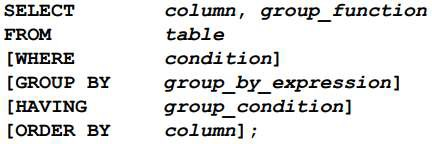 SELECT column, group_function
FROM table
[WHERE condition]
[GROUP BY group_by_expression]
[HAVING group_condition]
[ORDER BY column];